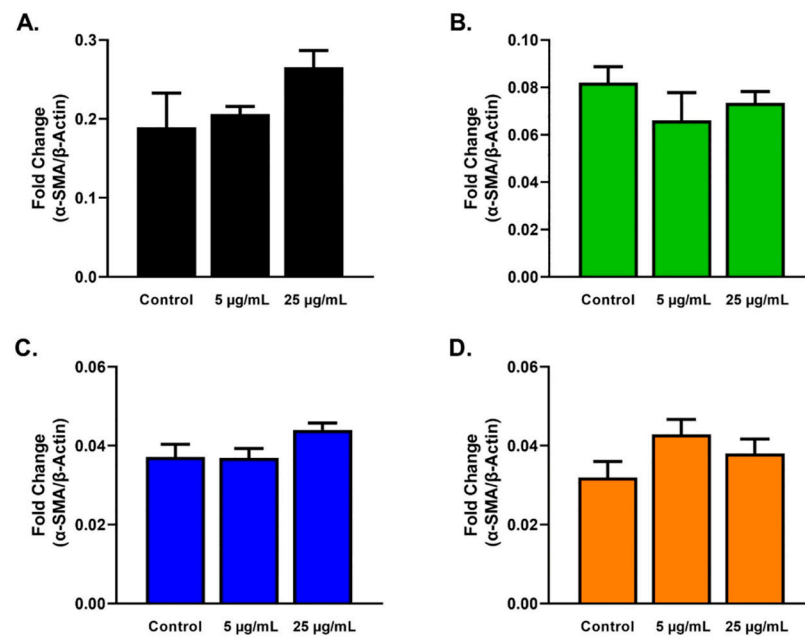 A.
Fold Change
(α-SMA/β-Actin)
0.3
0.2
0.1
0.0
Control 5 µg/mL 25 µg/mL
B.
Fold Change
(α-SMA/β-Actin)
0.10
0.08
0.06
0.04
0.02
0.00
Control 5 µg/mL 25 µg/mL
C.
Fold Change
(α-SMA/β-Actin)
0.06
0.04
0.02
0.00
Control 5 µg/mL 25 µg/mL
D.
Fold Change
(α-SMA/β-Actin)
0.06
0.04
0.02
0.00
Control 5 µg/mL 25 µg/mL